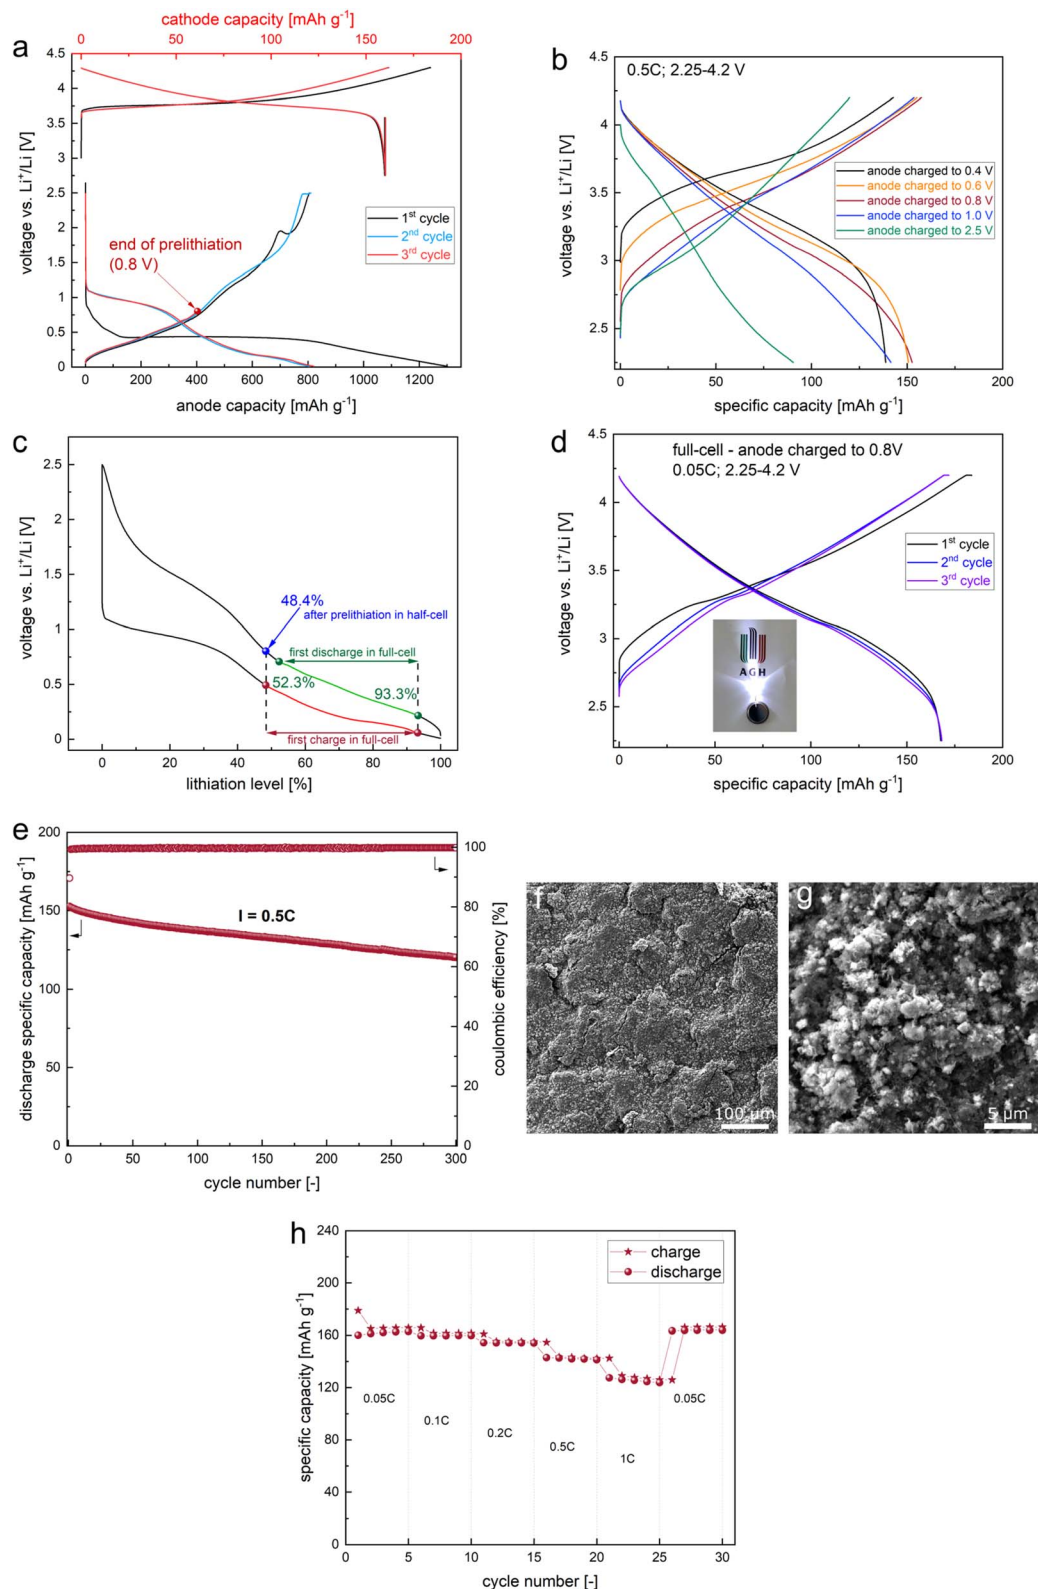 a
cathode capacity [mAh g⁻¹]
0 50 100 150 200
4.5
4.0
3.5
3.0
2.5
2.0
1.5
1.0
0.5
0
voltage vs. Li⁺/Li [V]
1ˢᵗ cycle
2ⁿᵈ cycle
3ʳᵈ cycle
end of prelithiation
(0.8 V)
0 200 400 600 800 1000 1200
anode capacity [mAh g⁻¹]
b
0.5C; 2.25-4.2 V
4.5
4.0
3.5
3.0
2.5
voltage vs. Li⁺/Li [V]
anode charged to 0.4 V
anode charged to 0.6 V
anode charged to 0.8 V
anode charged to 1.0 V
anode charged to 2.5 V
0 50 100 150 200
specific capacity [mAh g⁻¹]
c
2.5
2.0
1.5
1.0
0.5
0
voltage vs. Li⁺/Li [V]
48.4%
after prelithiation in half-cell
first discharge in full-cell
52.3%
93.3%
first charge in full-cell
0 20 40 60 80 100
lithiation level [%]
d
full-cell - anode charged to 0.8V
0.05C; 2.25-4.2 V
4.5
4.0
3.5
3.0
2.5
voltage vs. Li⁺/Li [V]
1ˢᵗ cycle
2ⁿᵈ cycle
3ʳᵈ cycle
AGH
0 50 100 150 200
specific capacity [mAh g⁻¹]
e
200
150
100
50
0
discharge specific capacity [mAh g⁻¹]
I = 0.5C
100
80
60
40
20
0
coulombic efficiency [%]
0 50 100 150 200 250 300
cycle number [-]
f
100 µm
g
5 µm
h
240
200
160
120
80
40
0
specific capacity [mAh g⁻¹]
charge
discharge
0.05C
0.1C
0.2C
0.5C
1C
0.05C
0 5 10 15 20 25 30
cycle number [-]